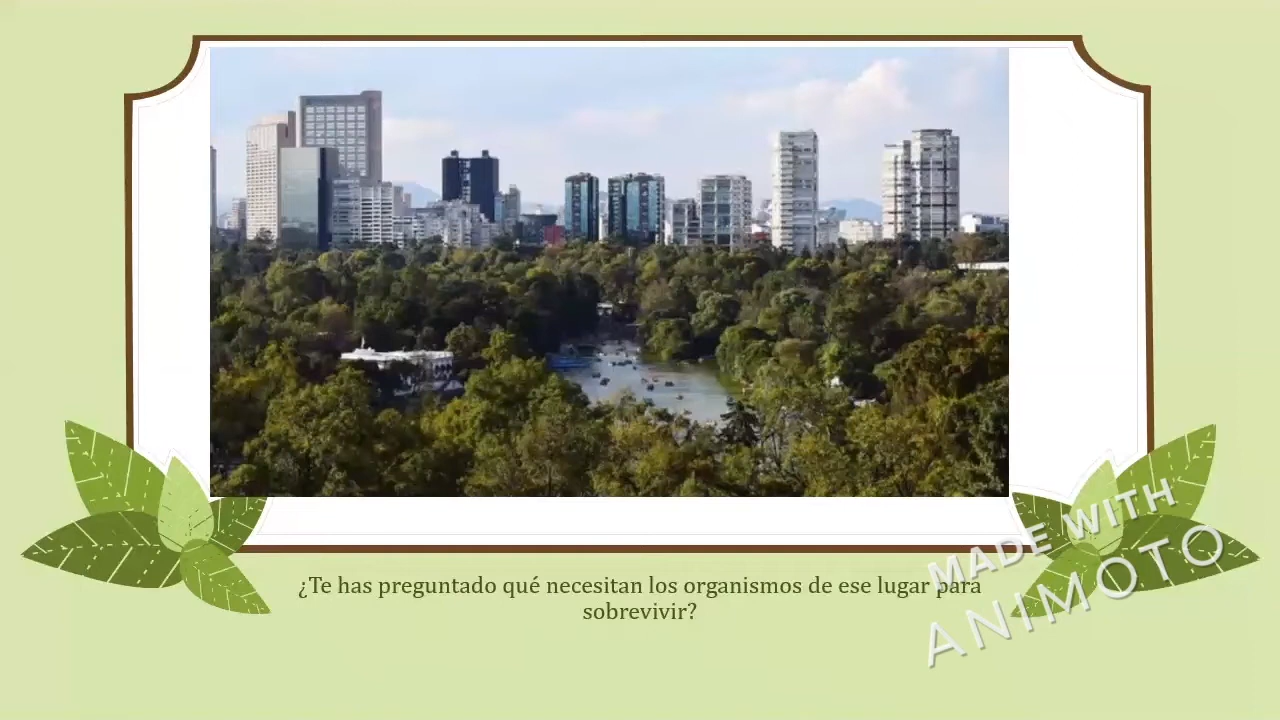 ¿Te has preguntado qué necesitan los organismos de ese lugar para
sobrevivir?
MADE WITH
ANIMOTO